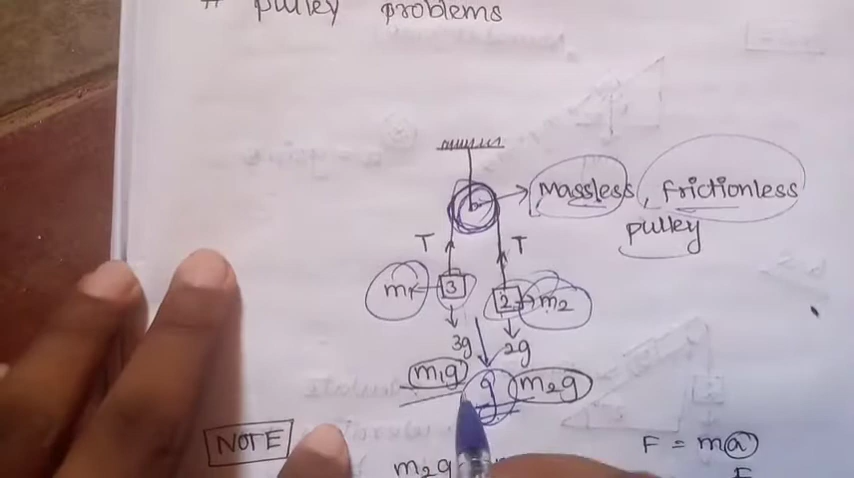 # pulley problems
Massless, frictionless
pulley
T T
m1 3 2 m2
3g 2g
m1g g m2g
NOTE
F = ma
m2g